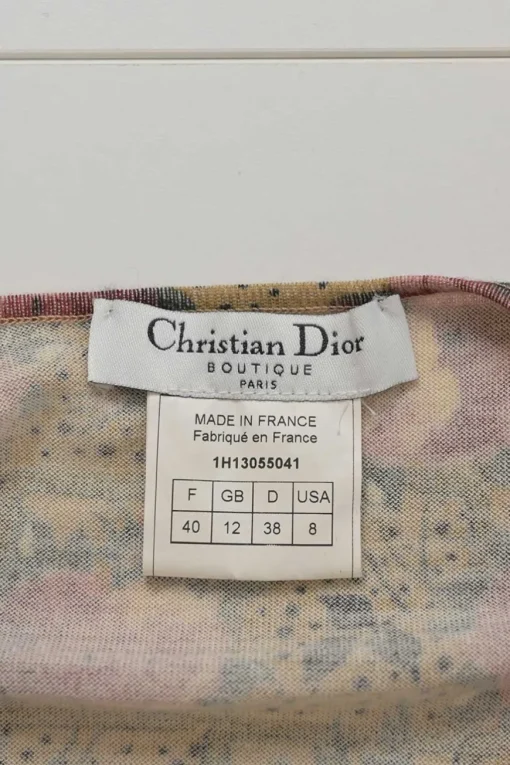 Christian Dior
BOUTIQUE
PARIS
MADE IN FRANCE
Fabriqué en France
1H13055041
F GB D USA
40 12 38 8